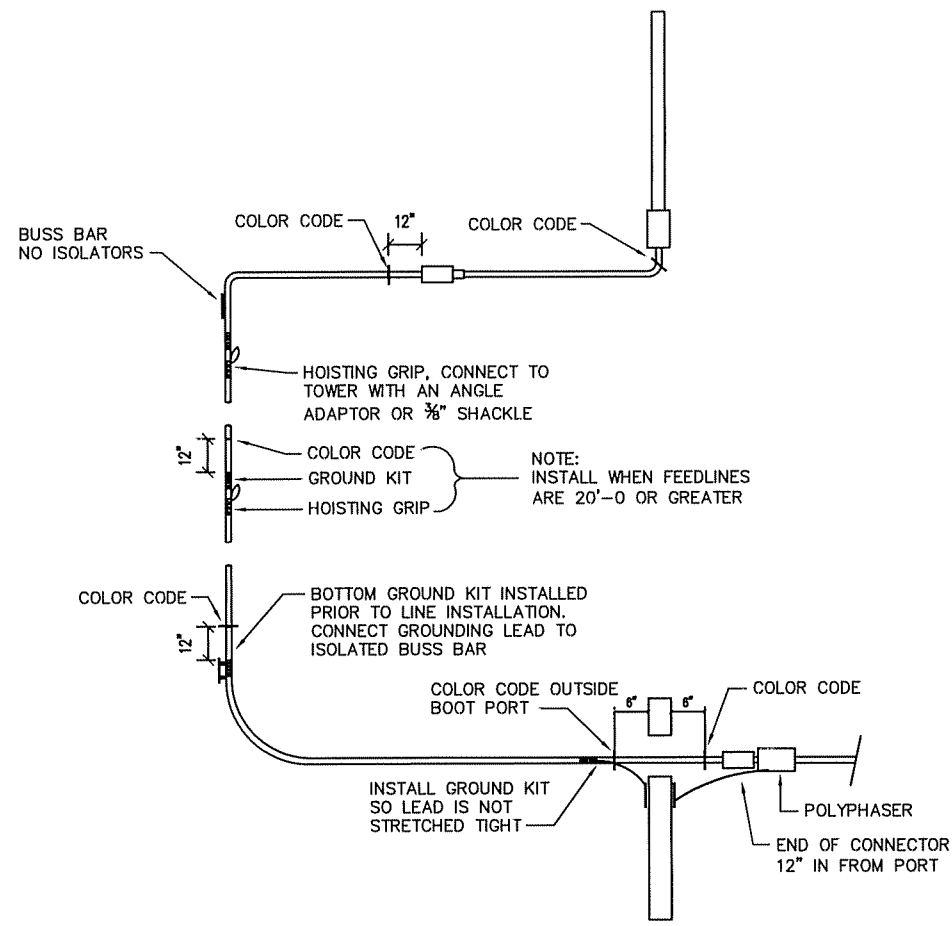 COLOR CODE
12"
COLOR CODE
BUSS BAR
NO ISOLATORS
HOISTING GRIP, CONNECT TO
TOWER WITH AN ANGLE
ADAPTOR OR 3/8" SHACKLE
12"
COLOR CODE
GROUND KIT
HOISTING GRIP
NOTE:
INSTALL WHEN FEEDLINES
ARE 20'-0 OR GREATER
COLOR CODE
12"
BOTTOM GROUND KIT INSTALLED
PRIOR TO LINE INSTALLATION.
CONNECT GROUNDING LEAD TO
ISOLATED BUSS BAR
COLOR CODE OUTSIDE
BOOT PORT
6"
6"
COLOR CODE
INSTALL GROUND KIT
SO LEAD IS NOT
STRETCHED TIGHT
POLYPHASER
END OF CONNECTOR
12" IN FROM PORT